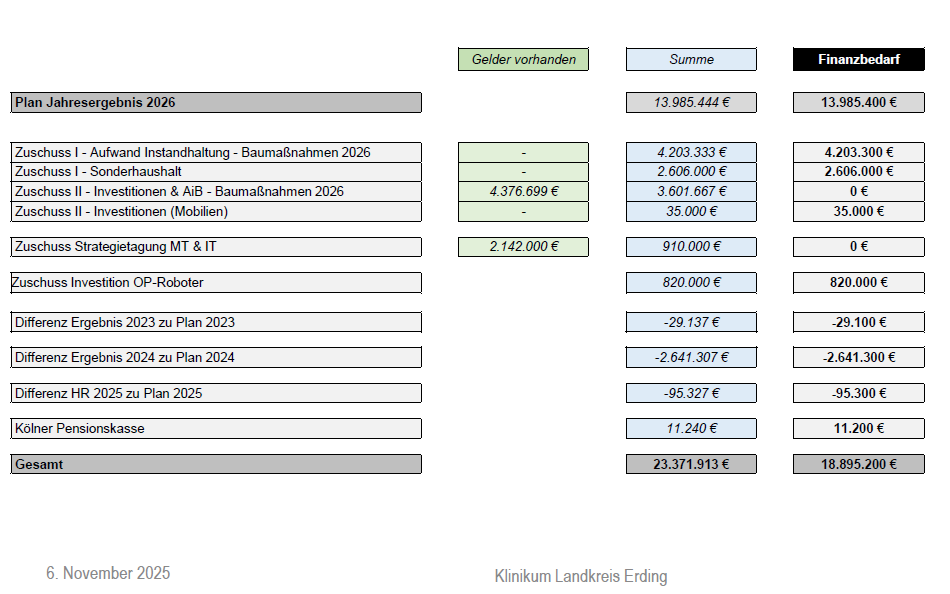 Gelder vorhanden Summe Finanzbedarf
Plan Jahresergebnis 2026 13.985.444 € 13.985.400 €
Zuschuss I - Aufwand Instandhaltung - Baumaßnahmen 2026 - 4.203.333 € 4.203.300 €
Zuschuss I - Sonderhaushalt - 2.606.000 € 2.606.000 €
Zuschuss II - Investitionen & AiB - Baumaßnahmen 2026 4.376.699 € 3.601.667 € 0 €
Zuschuss II - Investitionen (Mobilien) - 35.000 € 35.000 €
Zuschuss Strategietagung MT & IT 2.142.000 € 910.000 € 0 €
Zuschuss Investition OP-Roboter 820.000 € 820.000 €
Differenz Ergebnis 2023 zu Plan 2023 -29.137 € -29.100 €
Differenz Ergebnis 2024 zu Plan 2024 -2.641.307 € -2.641.300 €
Differenz HR 2025 zu Plan 2025 -95.327 € -95.300 €
Kölner Pensionskasse 11.240 € 11.200 €
Gesamt 23.371.913 € 18.895.200 €
6. November 2025 Klinikum Landkreis Erding